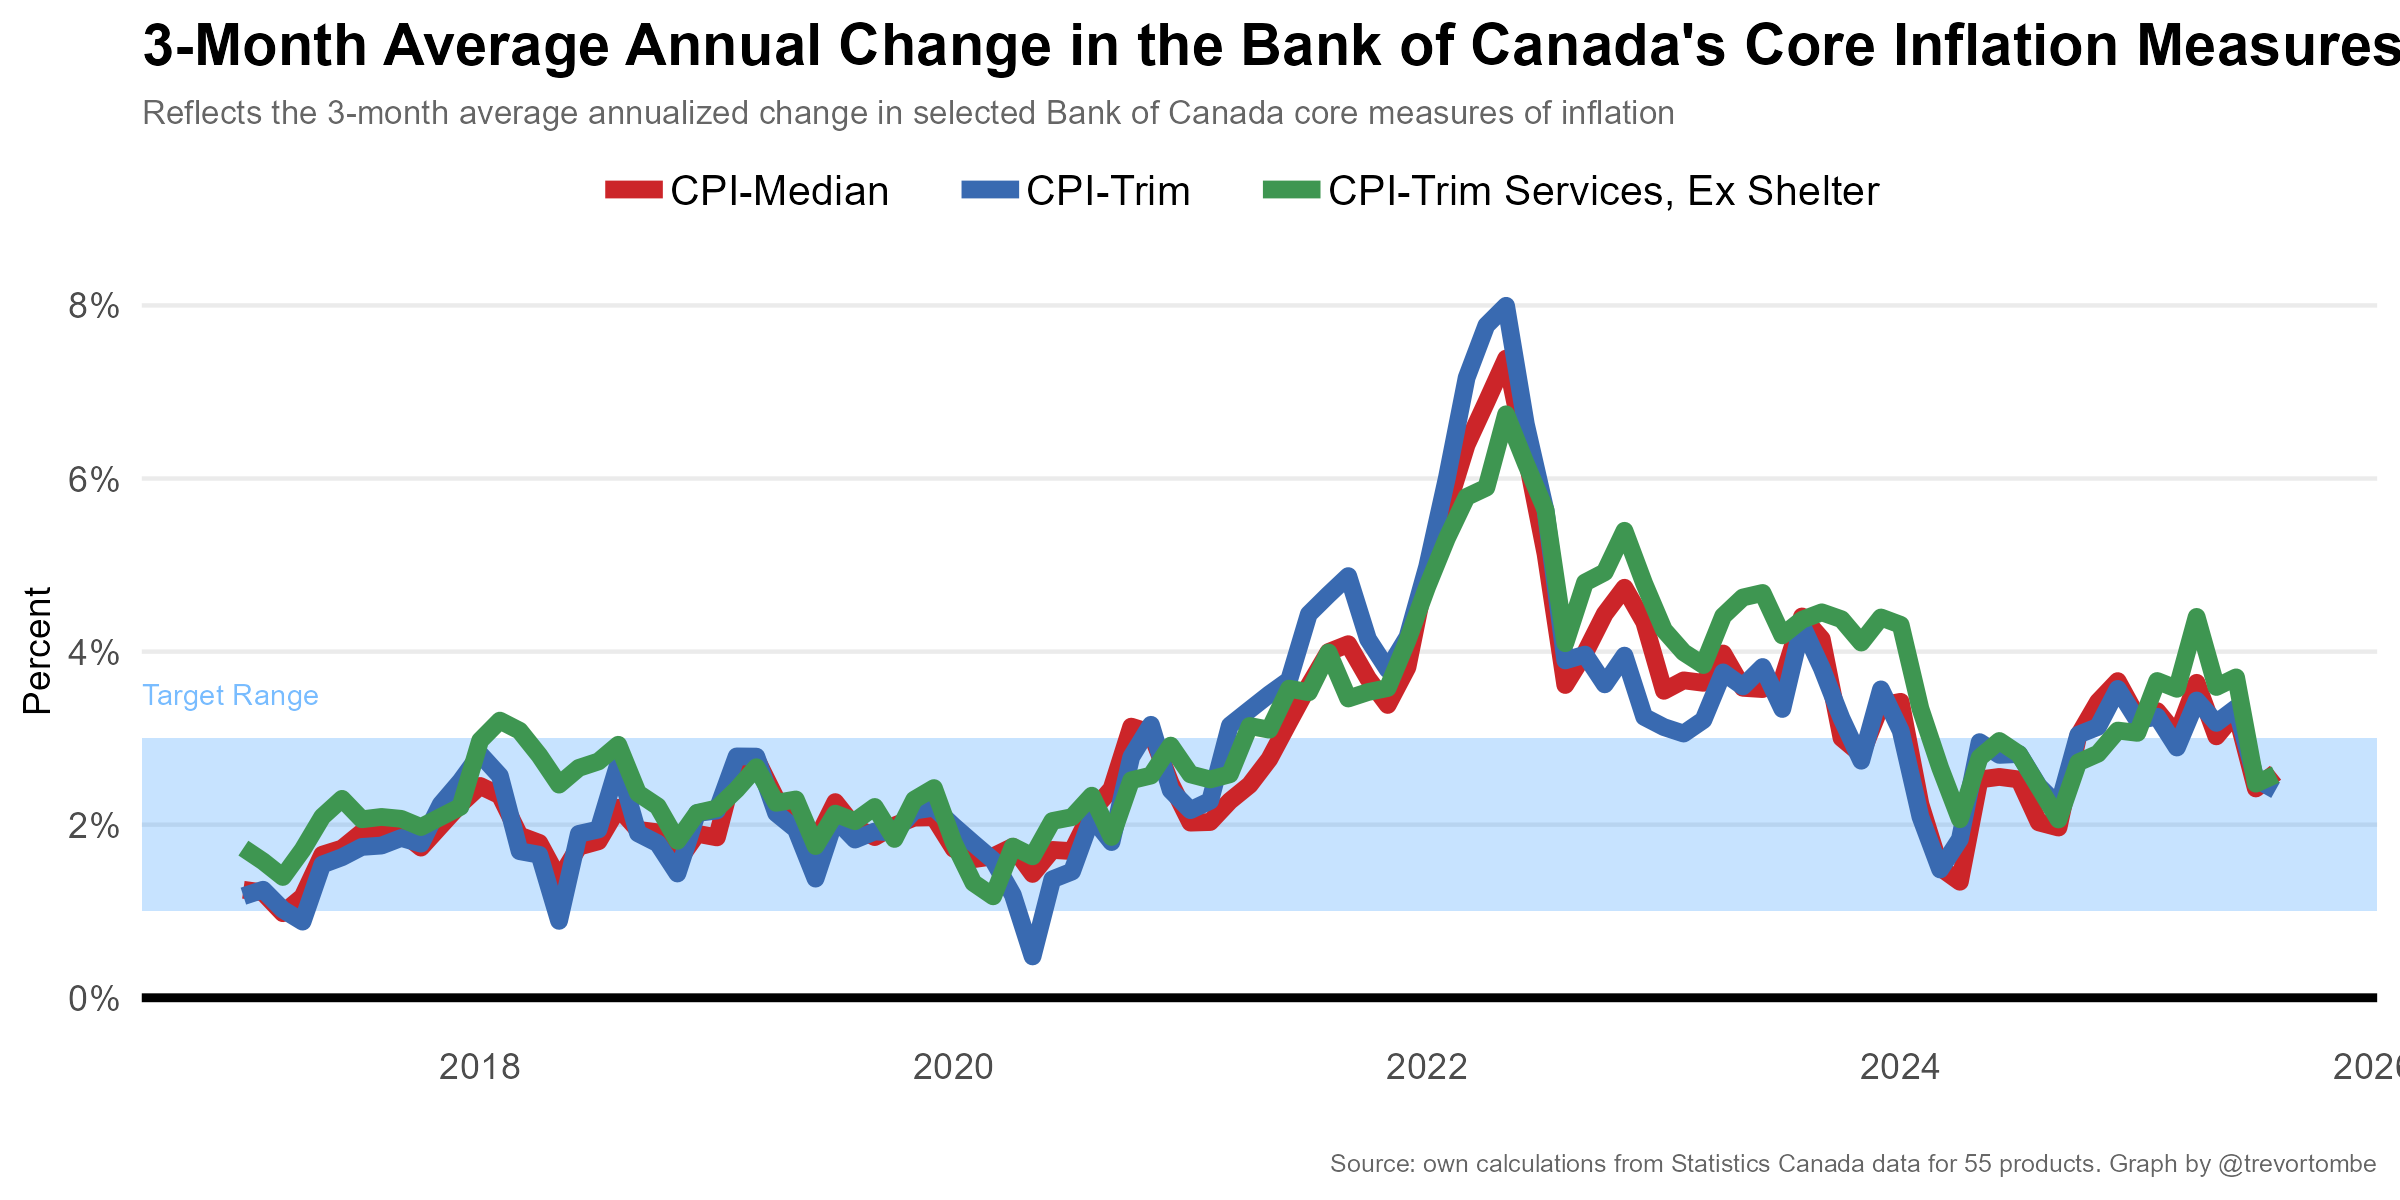 3-Month Average Annual Change in the Bank of Canada's Core Inflation Measures
Reflects the 3-month average annualized change in selected Bank of Canada core measures of inflation
CPI-Median CPI-Trim CPI-Trim Services, Ex Shelter
8%
6%
4%
2%
0%
Percent
Target Range
2018 2020 2022 2024 2026
Source: own calculations from Statistics Canada data for 55 products. Graph by @trevortombe